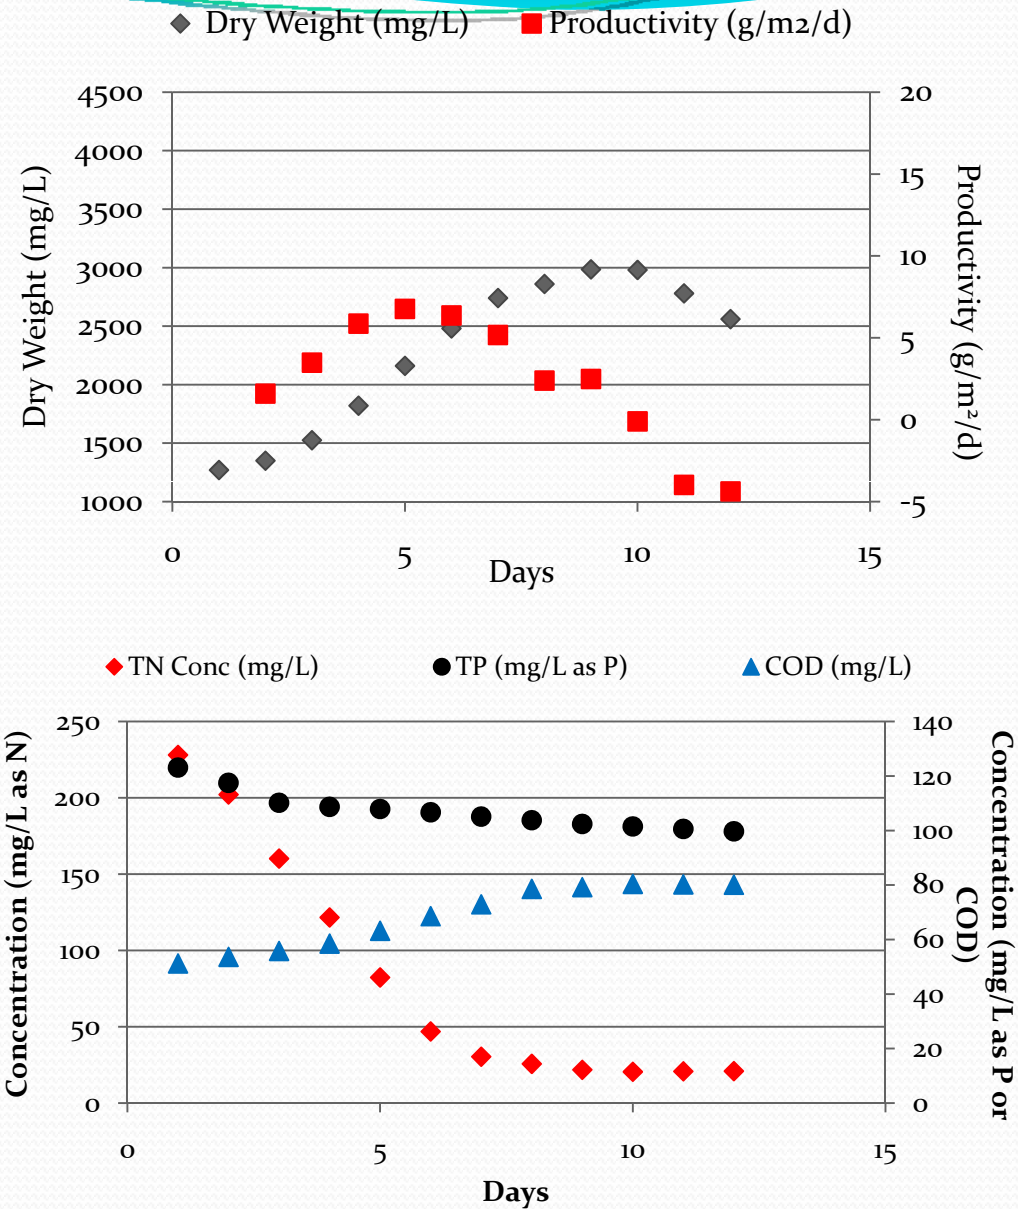 Dry Weight (mg/L) Productivity (g/m2/d)
4500 20
4000
15
3500
3000 10
2500
5
2000
0
1500
1000 -5
Dry Weight (mg/L)
Productivity (g/m²/d)
0 5 10 15
Days
TN Conc (mg/L) TP (mg/L as P) COD (mg/L)
250 140
120
200
100
150
80
60
100
40
50
20
0 0
Concentration (mg/L as N)
Concentration (mg/L as P or
COD)
0 5 10 15
Days